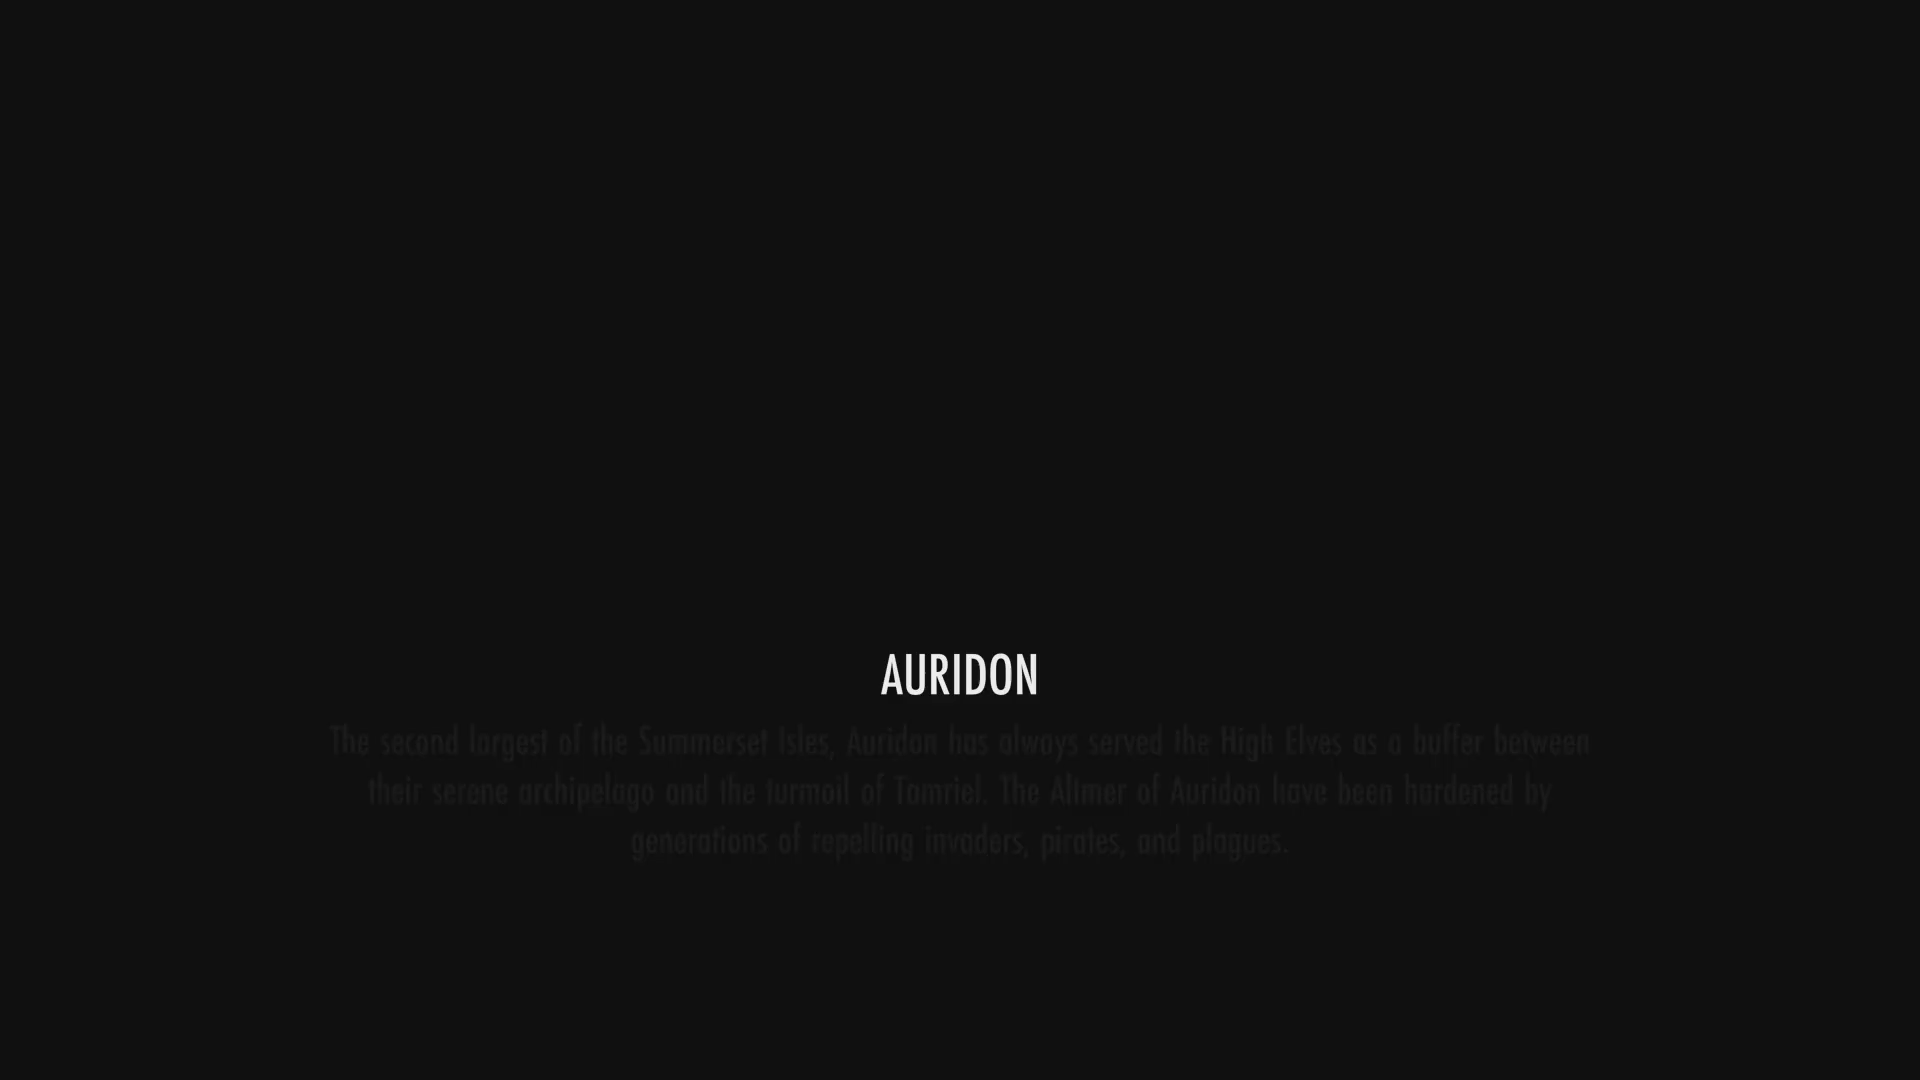 AURIDON
The second largest of the Summerset Isles, Auridon has always served the High Elves as a buffer between
their serene archipelago and the turmoil of Tamriel. The Altmer of Auridon have been hardened by
generations of repelling invaders, pirates, and plagues.